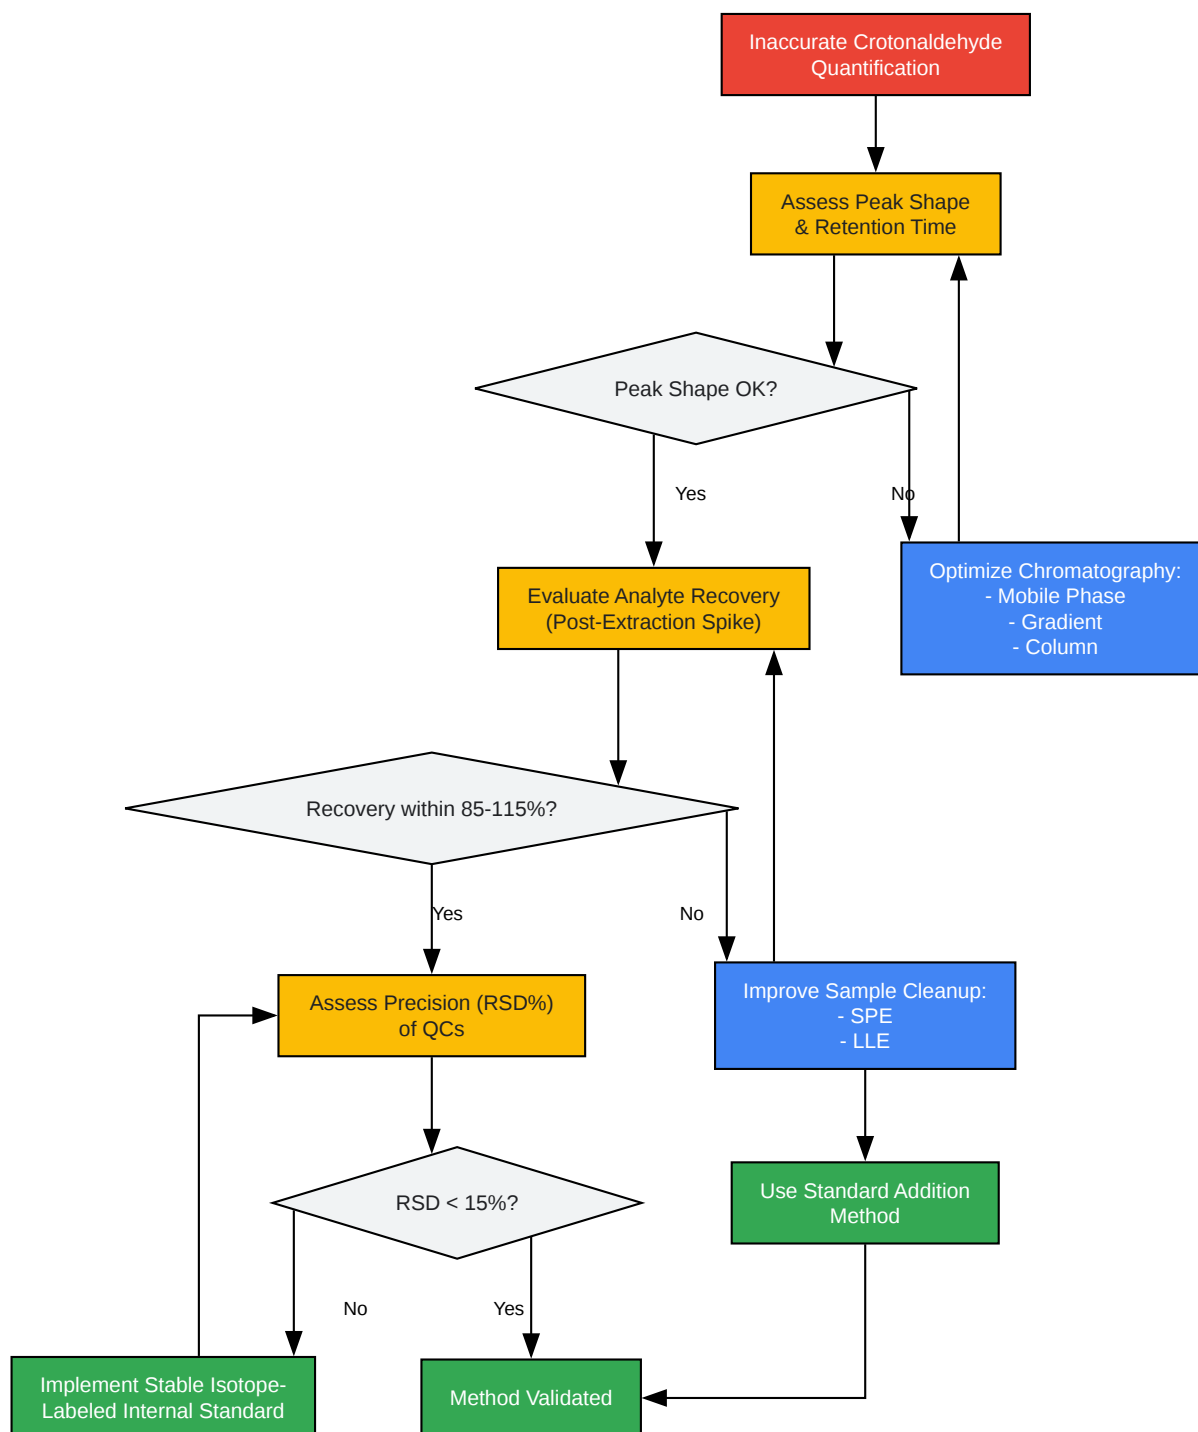 Inaccurate Crotonaldehyde
Quantification
Assess Peak Shape
& Retention Time
Peak Shape OK?
Yes
No
Optimize Chromatography:
- Mobile Phase
- Gradient
- Column
Evaluate Analyte Recovery
(Post-Extraction Spike)
Recovery within 85-115%?
Yes
No
Assess Precision (RSD%)
of QCs
Improve Sample Cleanup:
- SPE
- LLE
RSD < 15%?
Use Standard Addition
Method
No
Yes
Implement Stable Isotope-
Labeled Internal Standard
Method Validated